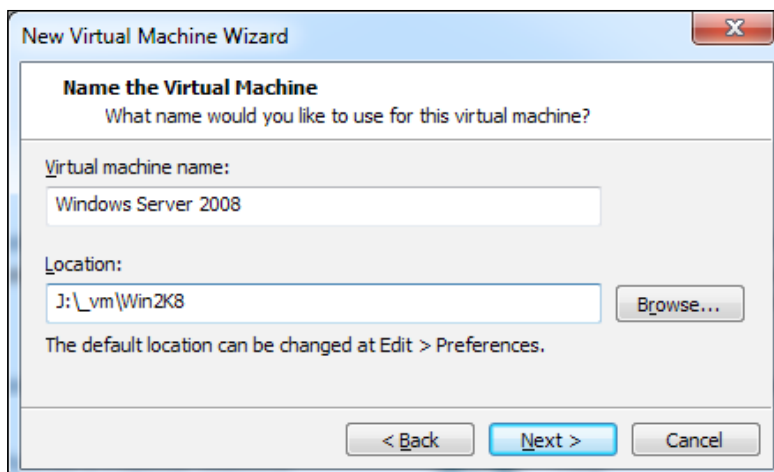 New Virtual Machine Wizard
X
Name the Virtual Machine
What name would you like to use for this virtual machine?
Virtual machine name:
Windows Server 2008
Location:
J:\_vm\Win2K8
Browse...
The default location can be changed at Edit > Preferences.
< Back
Next >
Cancel